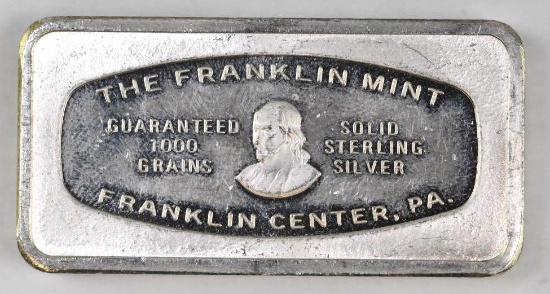 THE FRANKLIN MINT
GUARANTEED
1000
GRAINS
SOLID
STERLING
SILVER
FRANKLIN CENTER, PA.